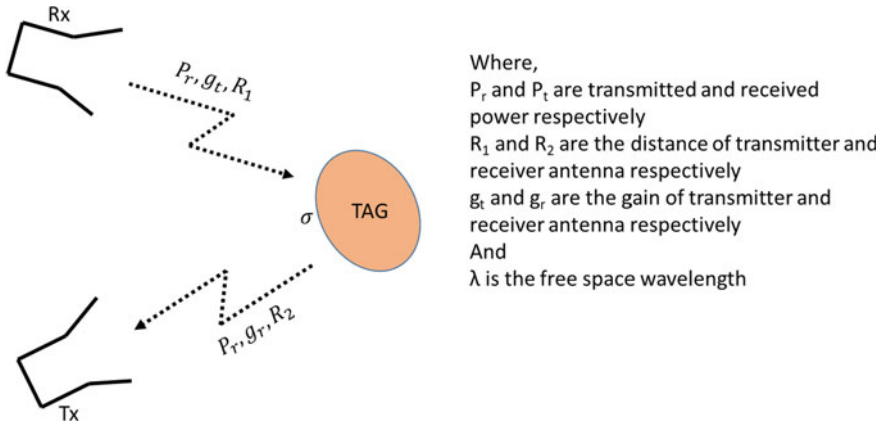 Rx
P_r, g_t, R_1
σ
TAG
P_r, g_r, R_2
Tx
Where,
P_r and P_t are transmitted and received
power respectively
R_1 and R_2 are the distance of transmitter and
receiver antenna respectively
g_t and g_r are the gain of transmitter and
receiver antenna respectively
And
λ is the free space wavelength